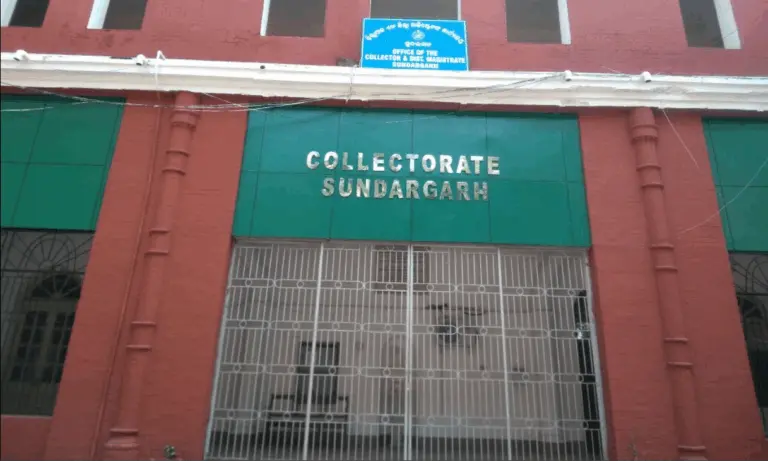 OFFICE OF THE
COLLECTOR & DIST. MAGISTRATE
SUNDARGARH
COLLECTORATE
SUNDARGARH